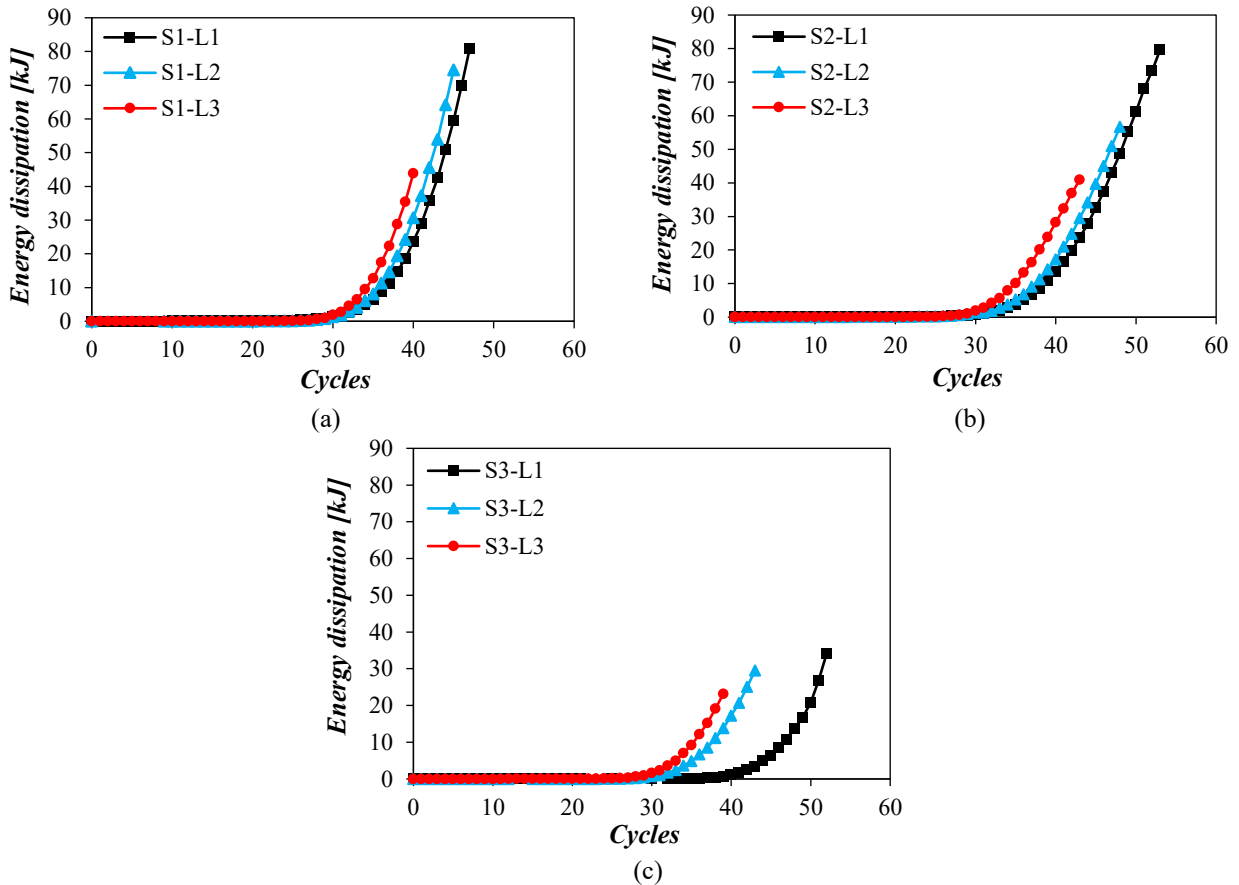 90
80
70
60
50
40
30
20
10
0
Energy dissipation [kJ]
S1-L1
S1-L2
S1-L3
0 10 20 30 40 50 60
Cycles
(a)
90
80
70
60
50
40
30
20
10
0
Energy dissipation [kJ]
S2-L1
S2-L2
S2-L3
0 10 20 30 40 50 60
Cycles
(b)
90
80
70
60
50
40
30
20
10
0
Energy dissipation [kJ]
S3-L1
S3-L2
S3-L3
0 10 20 30 40 50 60
Cycles
(c)